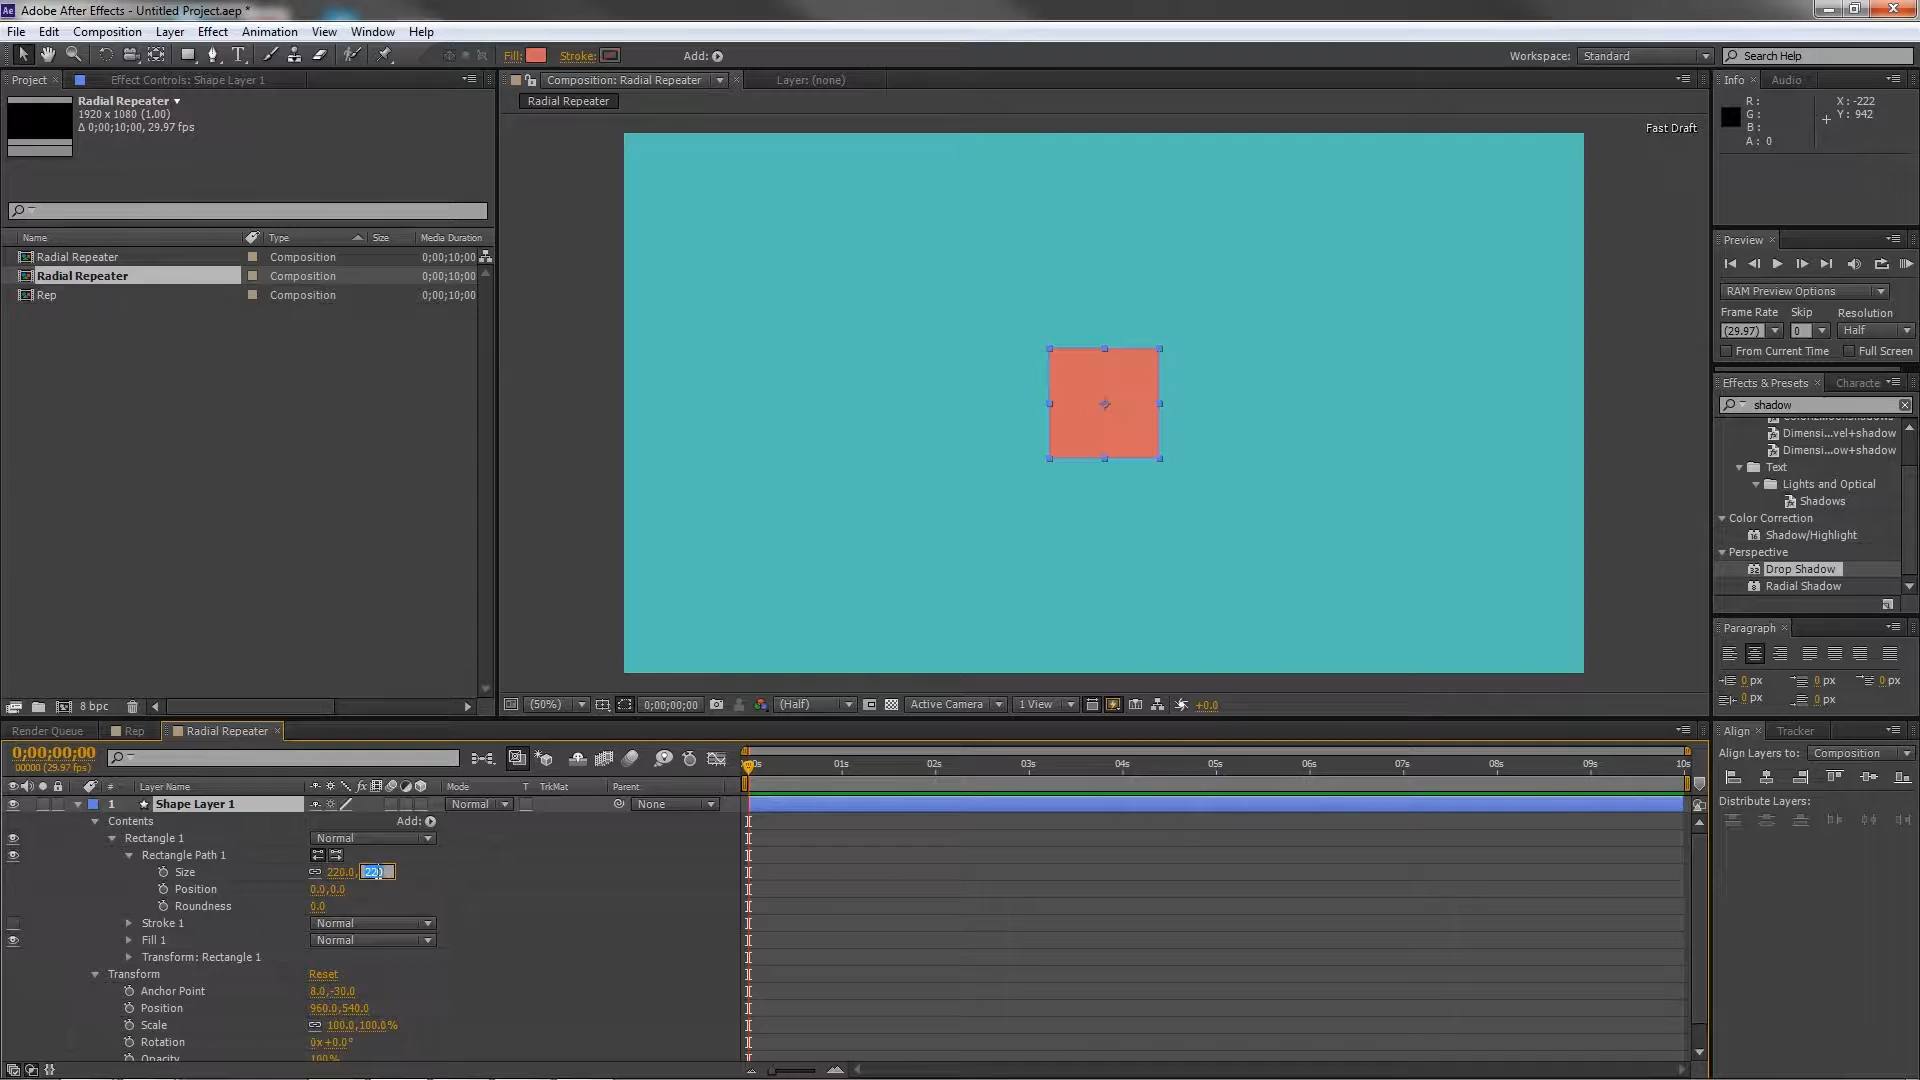 Adobe After Effects - Untitled Project.aep *
File Edit Composition Layer Effect Animation View Window Help
Fill: Stroke: Add:
Workspace: Standard Search Help
Project Effect Controls: Shape Layer 1
Composition: Radial Repeater Layer: (none)
Info Audio
Radial Repeater
1920 x 1080 (1.00)
Δ 0;00;10;00, 29.97 fps
Radial Repeater
Fast Draft
R : X : -222
G : Y : 942
B :
A : 0
Name Type Size Media Duration
Radial Repeater Composition 0;00;10;00
Radial Repeater Composition 0;00;10;00
Rep Composition 0;00;10;00
Preview
RAM Preview Options
Frame Rate Skip Resolution
(29.97) 0 Half
From Current Time Full Screen
Effects & Presets Characte
shadow
Dimensi...vel+shadow
Dimensi...ow+shadow
Text
Lights and Optical
Shadows
Color Correction
Shadow/Highlight
Perspective
Drop Shadow
Radial Shadow
Paragraph
0 px 0 px 0 px
0 px 0 px
8 bpc
(50%) 0;00;00;00 (Half) Active Camera 1 View +0.0
Render Queue Rep Radial Repeater
Align Tracker
0;00;00;00
00000 (29.97 fps)
Align Layers to: Composition
Distribute Layers:
00s 01s 02s 03s 04s 05s 06s 07s 08s 09s 10s
# Layer Name Mode T TrkMat Parent
1 Shape Layer 1 Normal None
Contents Add:
Rectangle 1 Normal
Rectangle Path 1
Size 220.0, 220
Position 0.0,0.0
Roundness 0.0
Stroke 1 Normal
Fill 1 Normal
Transform: Rectangle 1
Transform Reset
Anchor Point 8.0,-30.0
Position 960.0,540.0
Scale 100.0,100.0%
Rotation 0x+0.0°
Opacity 100%